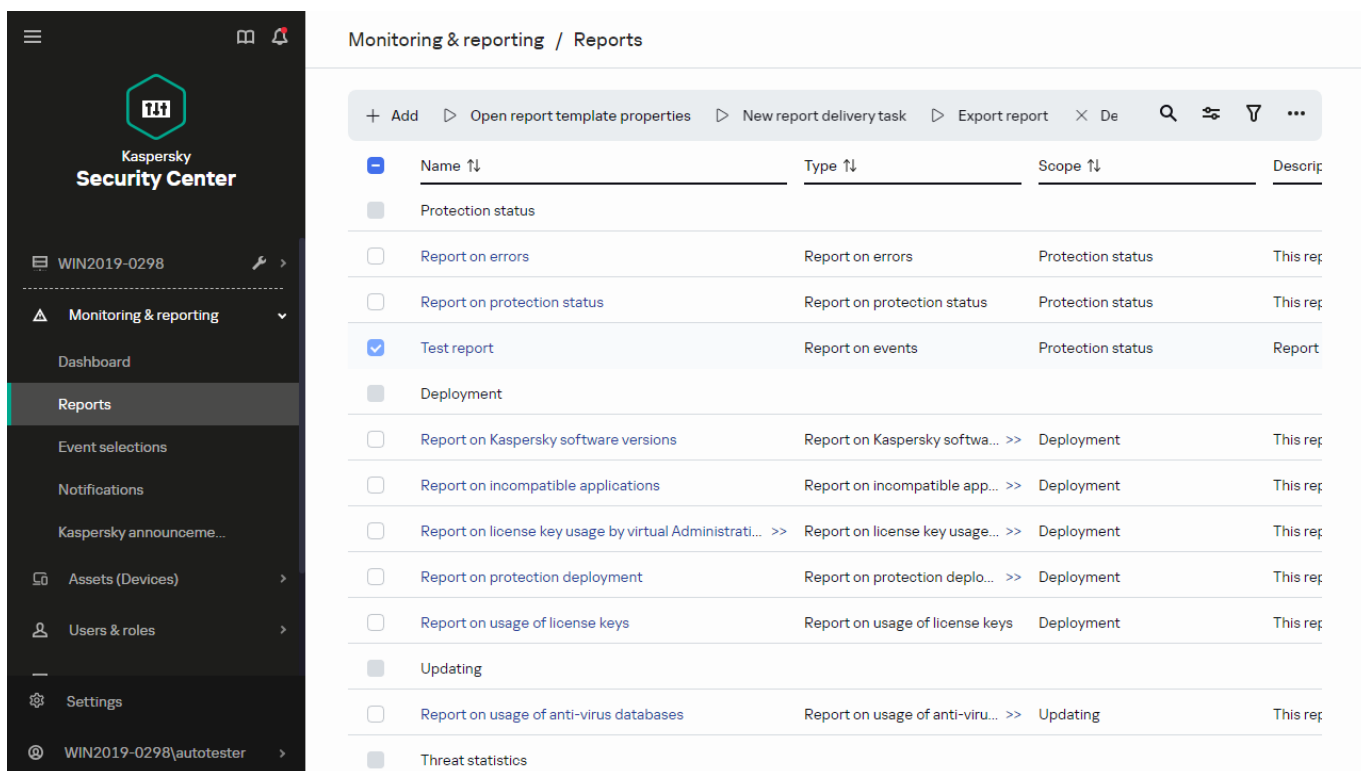 Monitoring & reporting / Reports
Kaspersky
Security Center
WIN2019-0298
Monitoring & reporting
Dashboard
Reports
Event selections
Notifications
Kaspersky announceme...
Assets (Devices)
Users & roles
Settings
WIN2019-0298\autotester
Add Open report template properties New report delivery task Export report De
Name Type Scope Descrip
Protection status
Report on errors Report on errors Protection status This rep
Report on protection status Report on protection status Protection status This rep
Test report Report on events Protection status Report
Deployment
Report on Kaspersky software versions Report on Kaspersky softwa... >> Deployment This rep
Report on incompatible applications Report on incompatible app... >> Deployment This rep
Report on license key usage by virtual Administrati... >> Report on license key usage... >> Deployment This rep
Report on protection deployment Report on protection deplo... >> Deployment This rep
Report on usage of license keys Report on usage of license keys Deployment This rep
Updating
Report on usage of anti-virus databases Report on usage of anti-viru... >> Updating This rep
Threat statistics